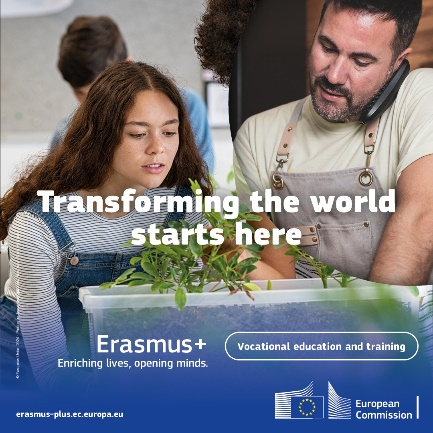 Transforming the world
starts here
Erasmus+
Enriching lives, opening minds.
Vocational education and training
erasmus-plus.ec.europa.eu
European
Commission